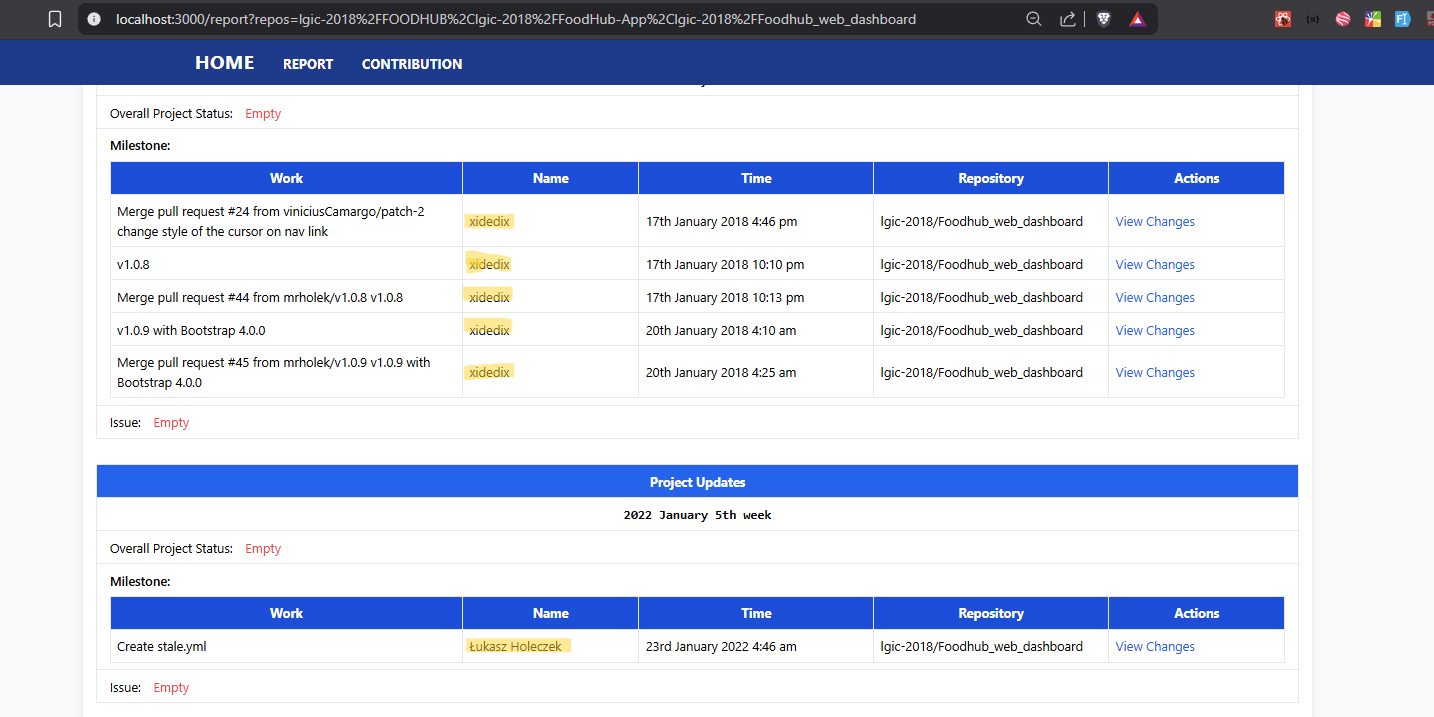 localhost:3000/report?repos=lgic-2018%2FFOODHUB%2Clgic-2018%2FFoodHub-App%2Clgic-2018%2FFoodhub_web_dashboard
HOME REPORT CONTRIBUTION
Overall Project Status: Empty
Milestone:
Work Name Time Repository Actions
Merge pull request #24 from viniciusCamargo/patch-2
change style of the cursor on nav link
xidedix 17th January 2018 4:46 pm lgic-2018/Foodhub_web_dashboard View Changes
v1.0.8 xidedix 17th January 2018 10:10 pm lgic-2018/Foodhub_web_dashboard View Changes
Merge pull request #44 from mrholek/v1.0.8 v1.0.8 xidedix 17th January 2018 10:13 pm lgic-2018/Foodhub_web_dashboard View Changes
v1.0.9 with Bootstrap 4.0.0 xidedix 20th January 2018 4:10 am lgic-2018/Foodhub_web_dashboard View Changes
Merge pull request #45 from mrholek/v1.0.9 v1.0.9 with
Bootstrap 4.0.0
xidedix 20th January 2018 4:25 am lgic-2018/Foodhub_web_dashboard View Changes
Issue: Empty
Project Updates
2022 January 5th week
Overall Project Status: Empty
Milestone:
Work Name Time Repository Actions
Create stale.yml Łukasz Holeczek 23rd January 2022 4:46 am lgic-2018/Foodhub_web_dashboard View Changes
Issue: Empty